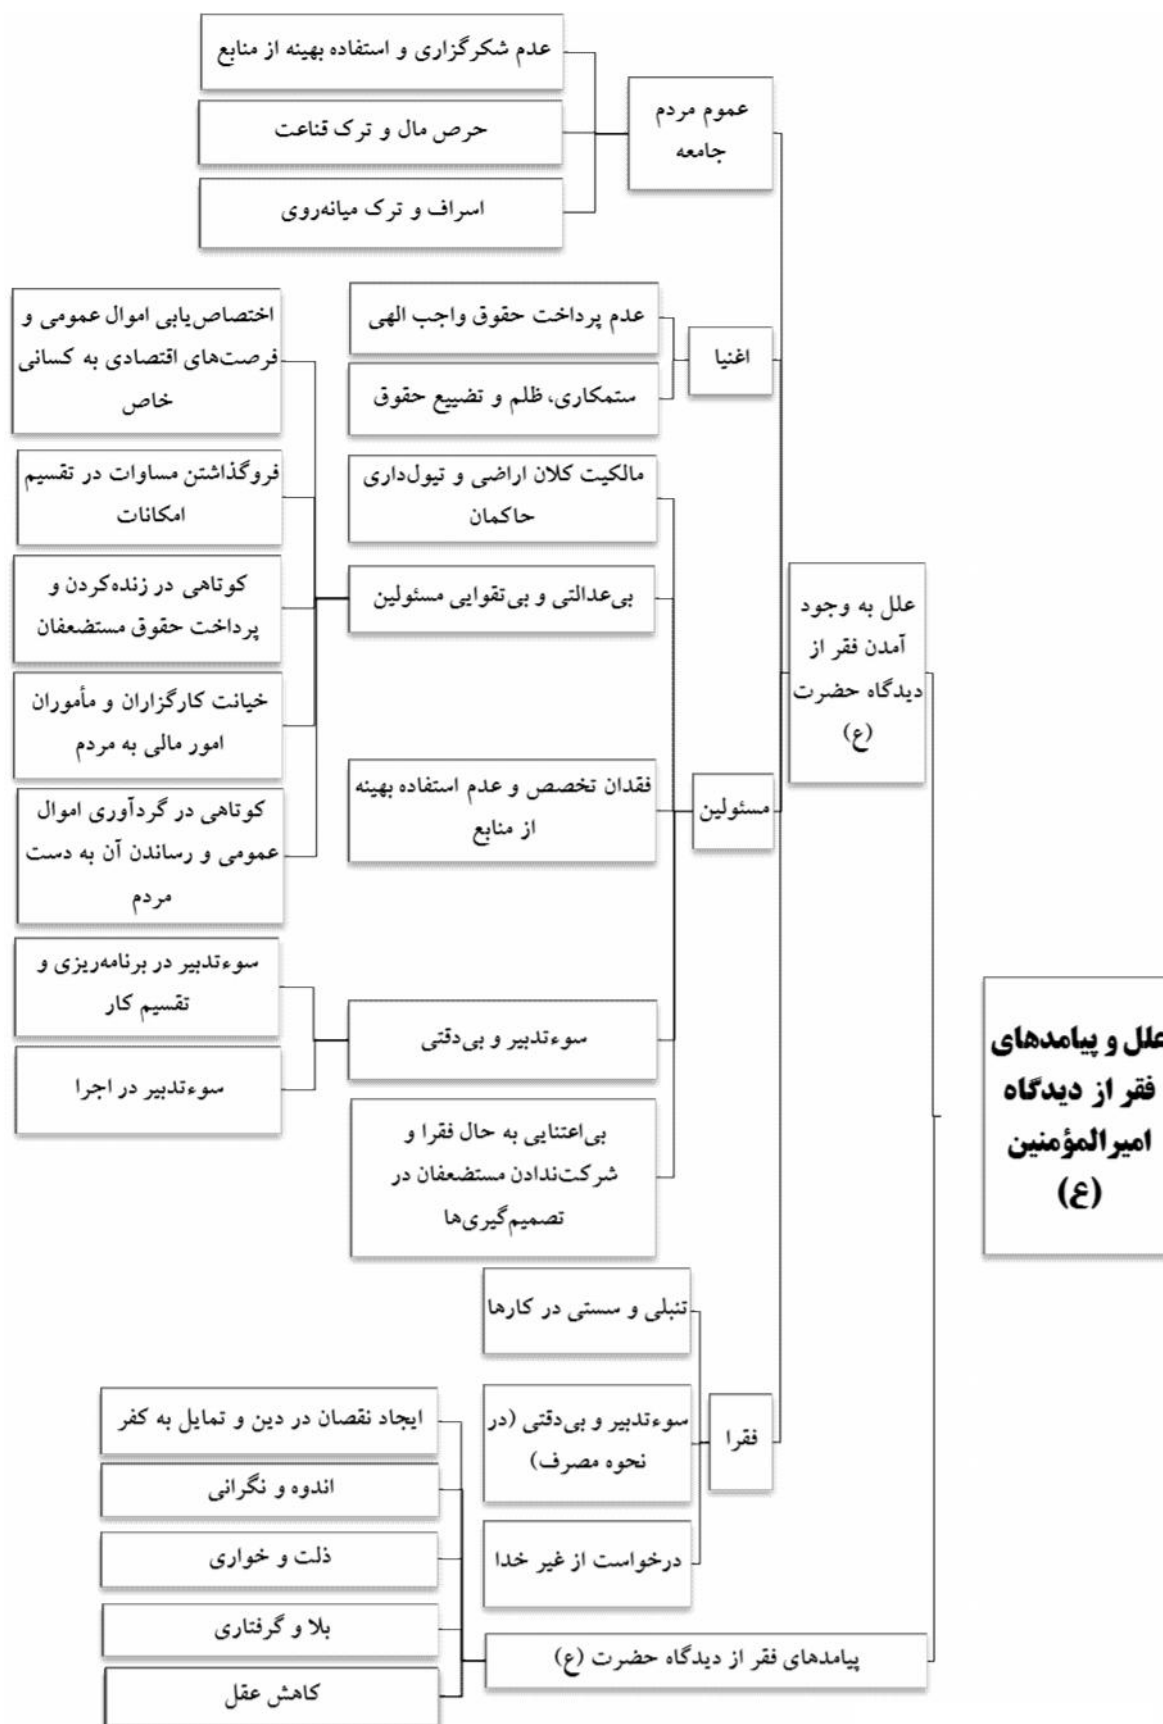 علل و پیامدهای
فقر از دیدگاه
امیرالمؤمنین
(ع)
علل به وجود
آمدن فقر از
دیدگاه حضرت
(ع)
عموم مردم
جامعه
عدم شکرگزاری و استفاده بهینه از منابع
حرص مال و ترک قناعت
اسراف و ترک میانه‌روی
اغنیا
عدم پرداخت حقوق واجب الهی
ستمکاری، ظلم و تضییع حقوق
مسئولین
مالکیت کلان اراضی و تیول‌داری
حاکمان
بی‌عدالتی و بی‌تقوایی مسئولین
اختصاص‌یابی اموال عمومی و
فرصت‌های اقتصادی به کسانی
خاص
فروگذاشتن مساوات در تقسیم
امکانات
کوتاهی در زنده‌کردن و
پرداخت حقوق مستضعفان
خیانت کارگزاران و مأموران
امور مالی به مردم
کوتاهی در گردآوری اموال
عمومی و رساندن آن به دست
مردم
فقدان تخصص و عدم استفاده بهینه
از منابع
سوءتدبیر و بی‌دقتی
سوءتدبیر در برنامه‌ریزی و
تقسیم کار
سوءتدبیر در اجرا
بی‌اعتنایی به حال فقرا و
شرکت‌ندادن مستضعفان در
تصمیم‌گیری‌ها
فقرا
تنبلی و سستی در کارها
سوءتدبیر و بی‌دقتی (در
نحوه مصرف)
درخواست از غیر خدا
پیامدهای فقر از دیدگاه حضرت (ع)
ایجاد نقصان در دین و تمایل به کفر
اندوه و نگرانی
ذلت و خواری
بلا و گرفتاری
کاهش عقل